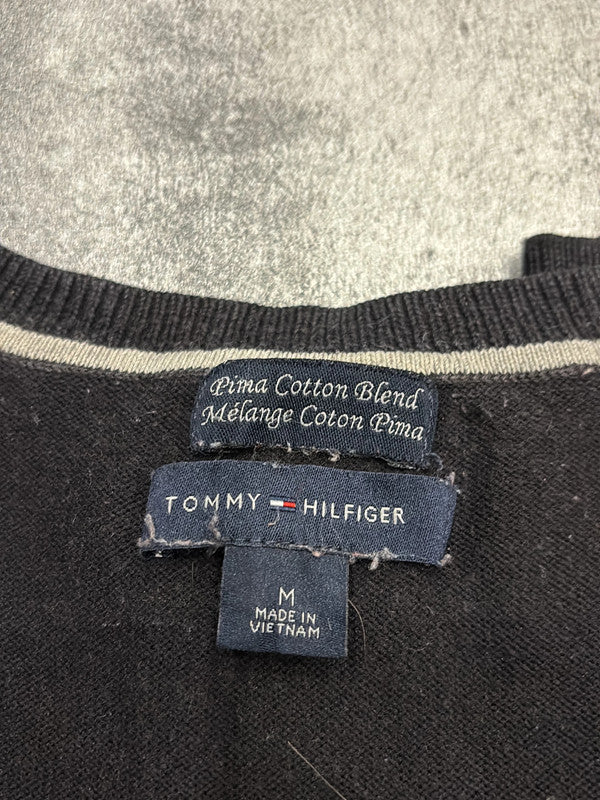 Pima Cotton Blend
Mélange Coton Pima
TOMMY HILFIGER
M
MADE IN
VIETNAM